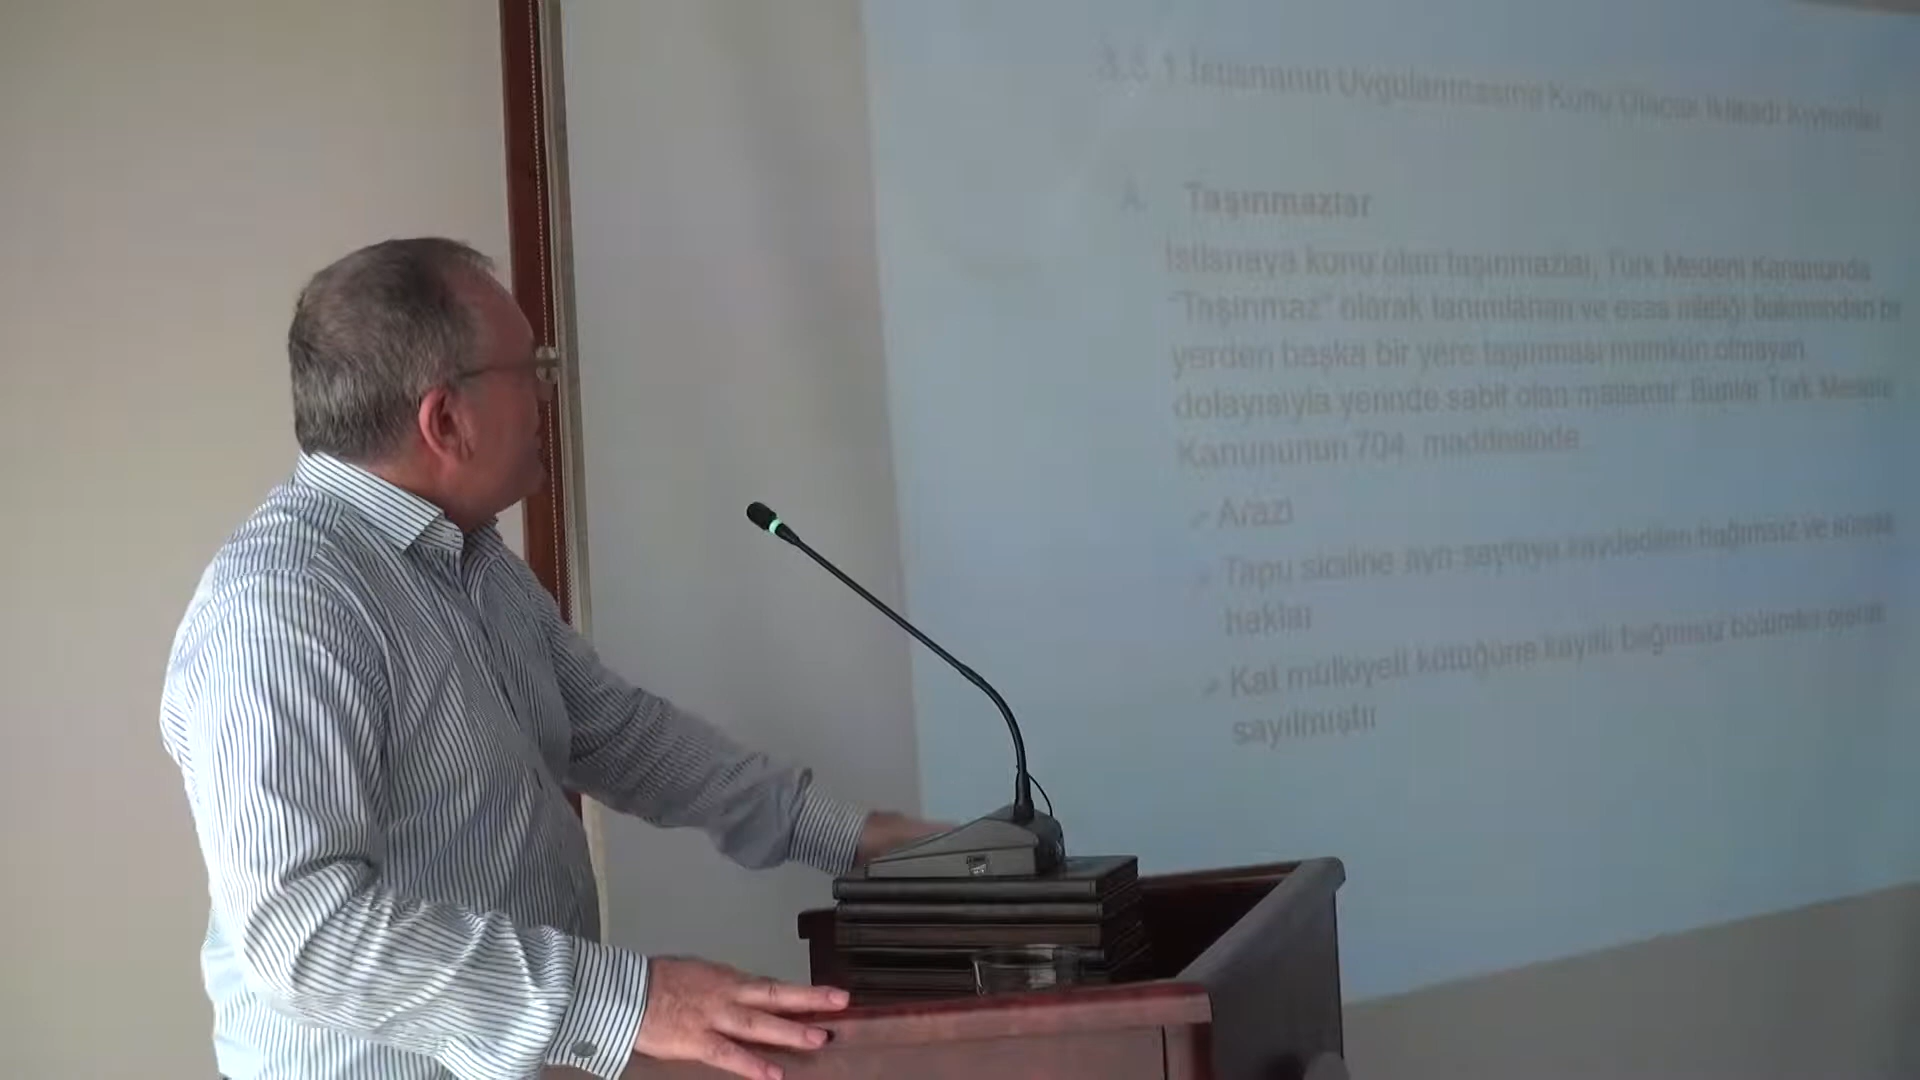 1 İstisnanın Uygulanmasına Konu Olacak İktisadi Kıymetler
A. Taşınmazlar
İstisnaya konu olan taşınmazlar, Türk Medeni Kanununda
"Taşınmaz" olarak tanımlanan ve esas niteliği bakımından bir
yerden başka bir yere taşınması mümkün olmayan,
dolayısıyla yerinde sabit olan mallardır. Bunlar Türk Medeni
Kanununun 704. maddesinde
Arazi
Tapu siciline ayrı sayfaya kaydedilen bağımsız ve sürekli
haklar
Kat mülkiyeti kütüğüne kayıtlı bağımsız bölümler olarak
sayılmıştır